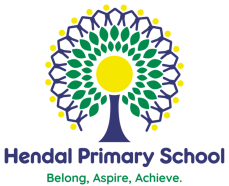 Hendal Primary School
Belong, Aspire, Achieve.